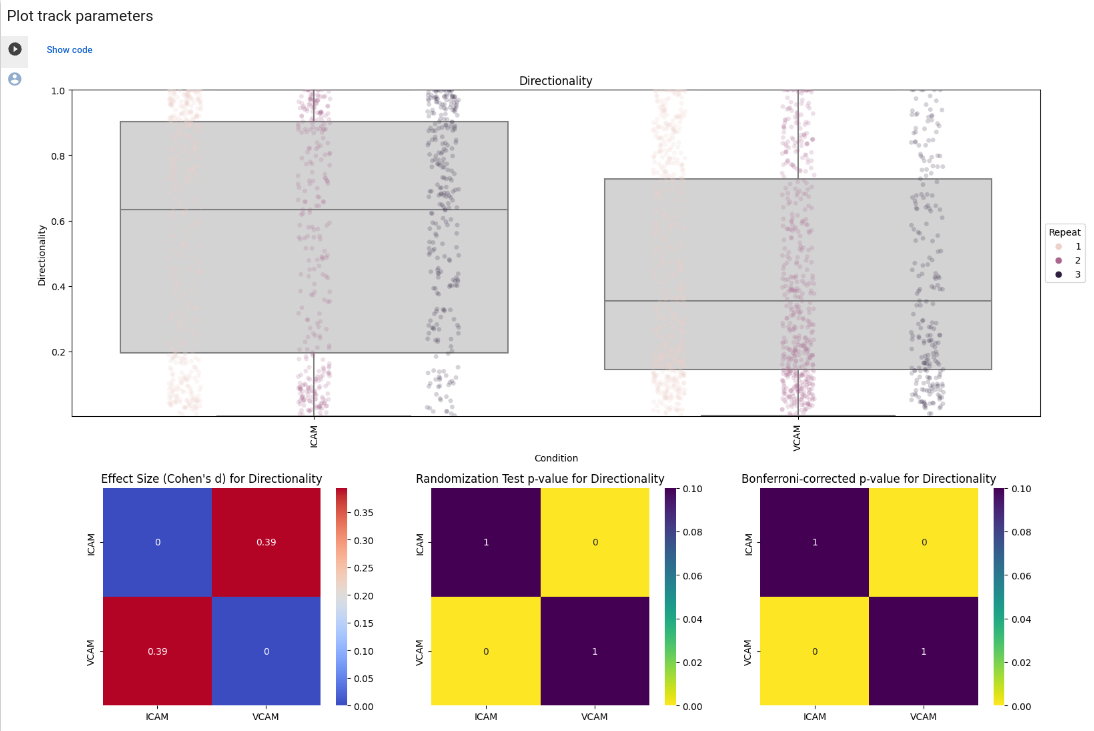 Plot track parameters
Show code
Directionality
1.0
0.8
0.6
0.4
0.2
Directionality
ICAM
VCAM
Condition
Repeat
1
2
3
Effect Size (Cohen's d) for Directionality
ICAM
VCAM
0 0.39
0.39 0
ICAM VCAM
0.35
0.30
0.25
0.20
0.15
0.10
0.05
0.00
Randomization Test p-value for Directionality
ICAM
VCAM
1 0
0 1
ICAM VCAM
0.10
0.08
0.06
0.04
0.02
0.00
Bonferroni-corrected p-value for Directionality
ICAM
VCAM
1 0
0 1
ICAM VCAM
0.10
0.08
0.06
0.04
0.02
0.00